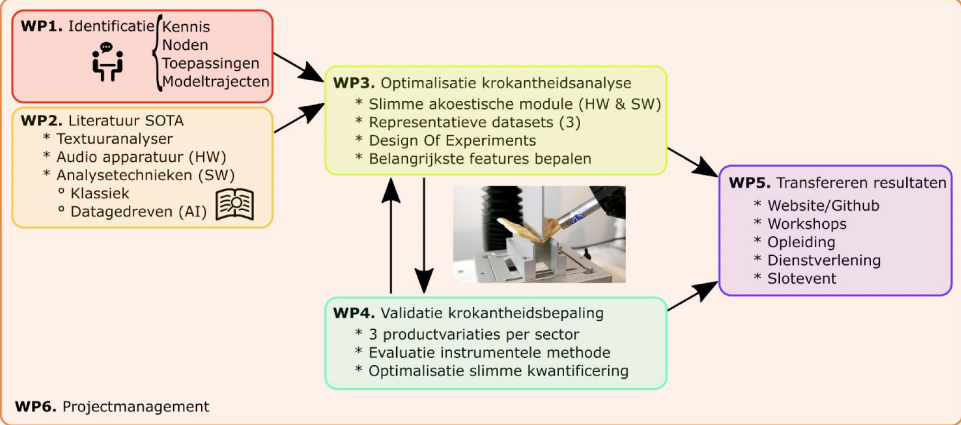 WP1. Identificatie
Kennis
Noden
Toepassingen
Modeltrajecten
WP2. Literatuur SOTA
* Textuuranalyser
* Audio apparatuur (HW)
* Analysetechnieken (SW)
° Klassiek
° Datagedreven (AI)
WP3. Optimalisatie krokantheidsanalyse
* Slimme akoestische module (HW & SW)
* Representatieve datasets (3)
* Design Of Experiments
* Belangrijkste features bepalen
WP4. Validatie krokantheidsbepaling
* 3 productvariaties per sector
* Evaluatie instrumentele methode
* Optimalisatie slimme kwantificering
WP5. Transfereren resultaten
* Website/Github
* Workshops
* Opleiding
* Dienstverlening
* Slotevent
WP6. Projectmanagement